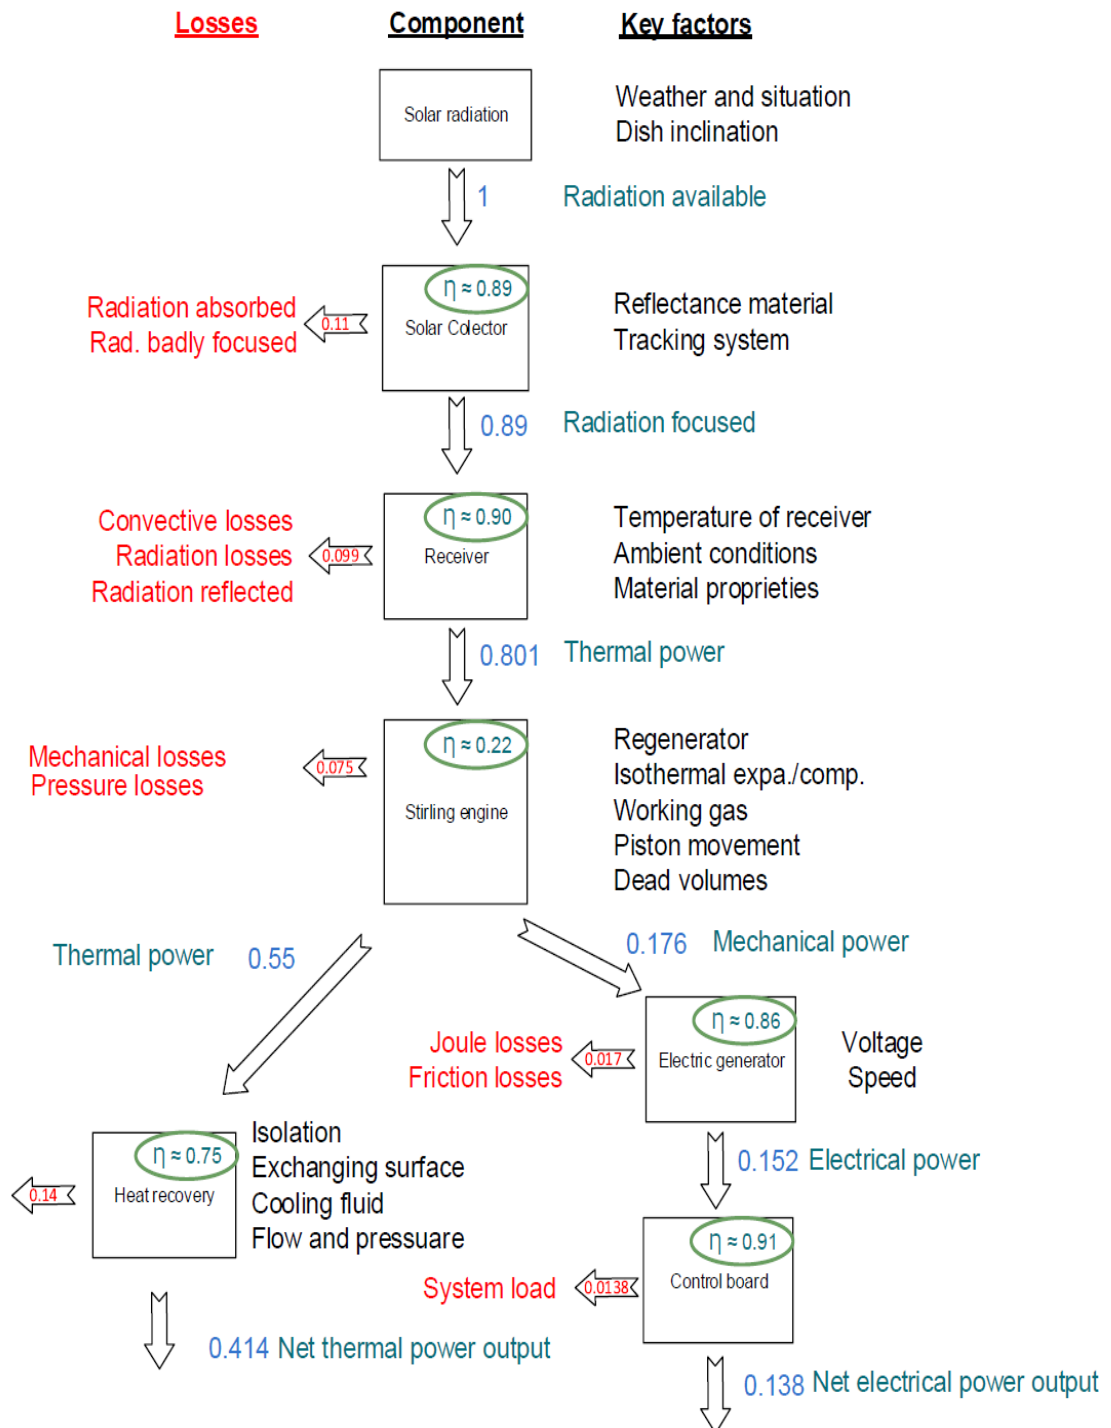 Losses
Component
Key factors
Solar radiation
Weather and situation
Dish inclination
1
Radiation available
η ≈ 0.89
Solar Colector
Radiation absorbed
Rad. badly focused
0.11
Reflectance material
Tracking system
0.89
Radiation focused
η ≈ 0.90
Receiver
Convective losses
Radiation losses
Radiation reflected
0.099
Temperature of receiver
Ambient conditions
Material proprieties
0.801
Thermal power
η ≈ 0.22
Stirling engine
Mechanical losses
Pressure losses
0.075
Regenerator
Isothermal expa./comp.
Working gas
Piston movement
Dead volumes
Thermal power
0.55
0.176
Mechanical power
η ≈ 0.86
Electric generator
Joule losses
Friction losses
0.017
Voltage
Speed
η ≈ 0.75
Heat recovery
0.14
Isolation
Exchanging surface
Cooling fluid
Flow and pressuare
0.152
Electrical power
η ≈ 0.91
Control board
System load
0.0138
0.414
Net thermal power output
0.138
Net electrical power output